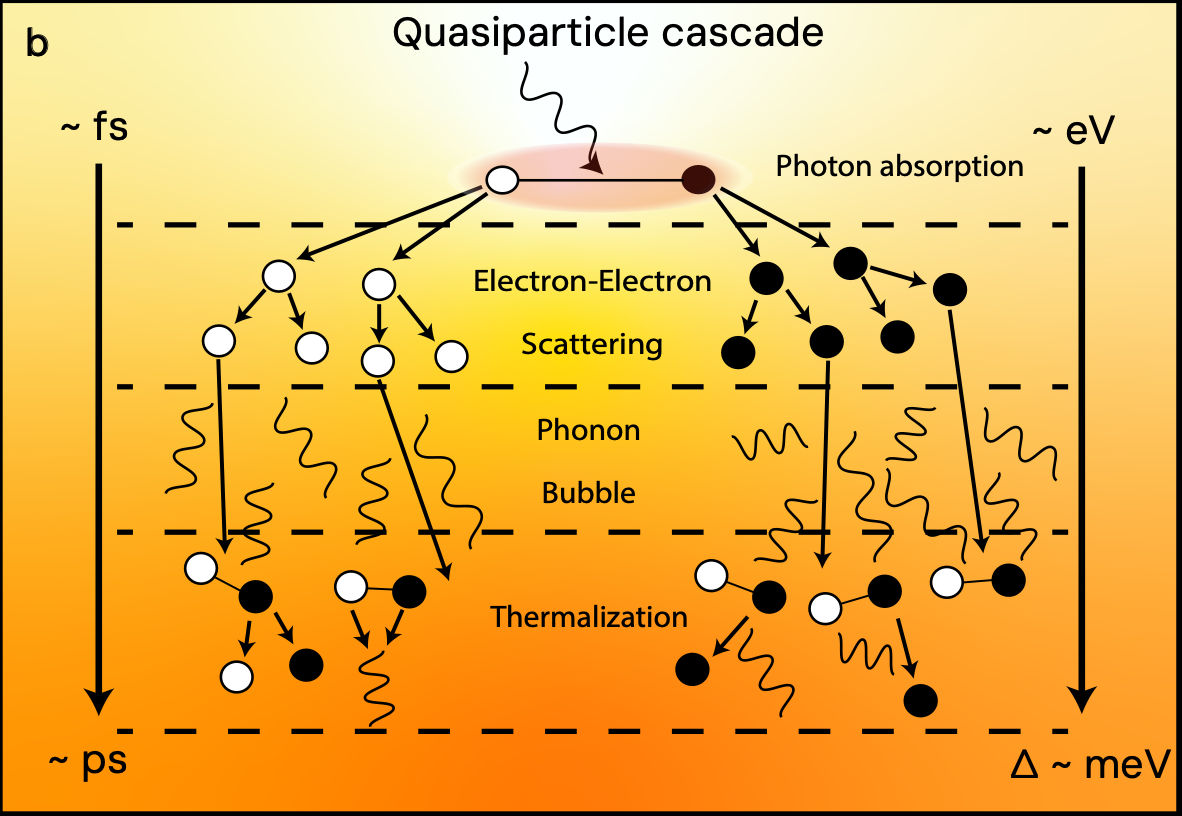 b
Quasiparticle cascade
~ fs
~ eV
Photon absorption
Electron-Electron
Scattering
Phonon
Bubble
Thermalization
~ ps
Δ ~ meV